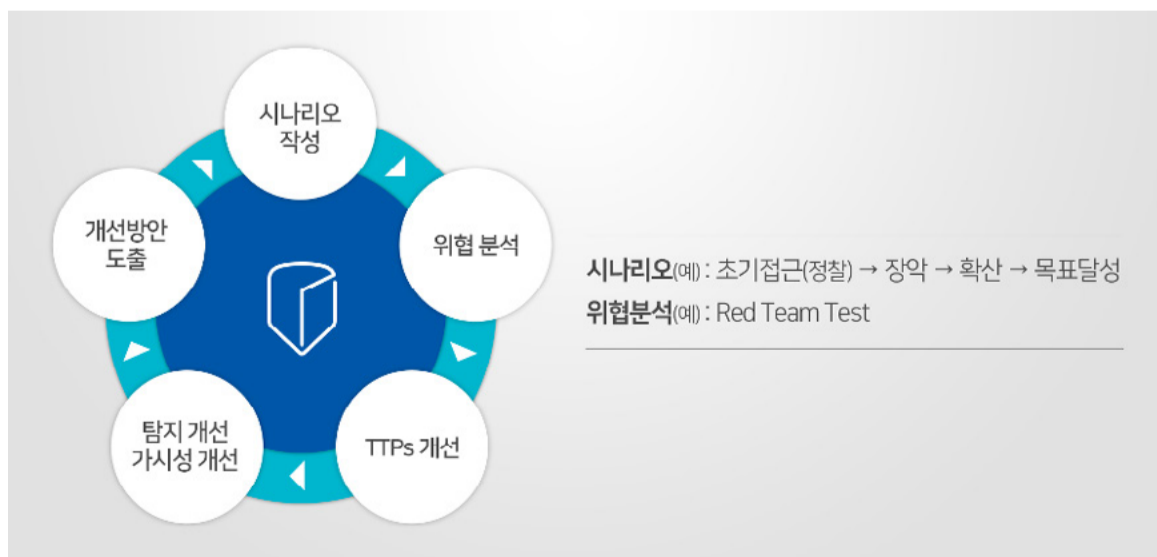 시나리오
작성
위협 분석
TTPs 개선
탐지 개선
가시성 개선
개선방안
도출
시나리오(예) : 초기접근(정찰) → 장악 → 확산 → 목표달성
위협분석(예) : Red Team Test